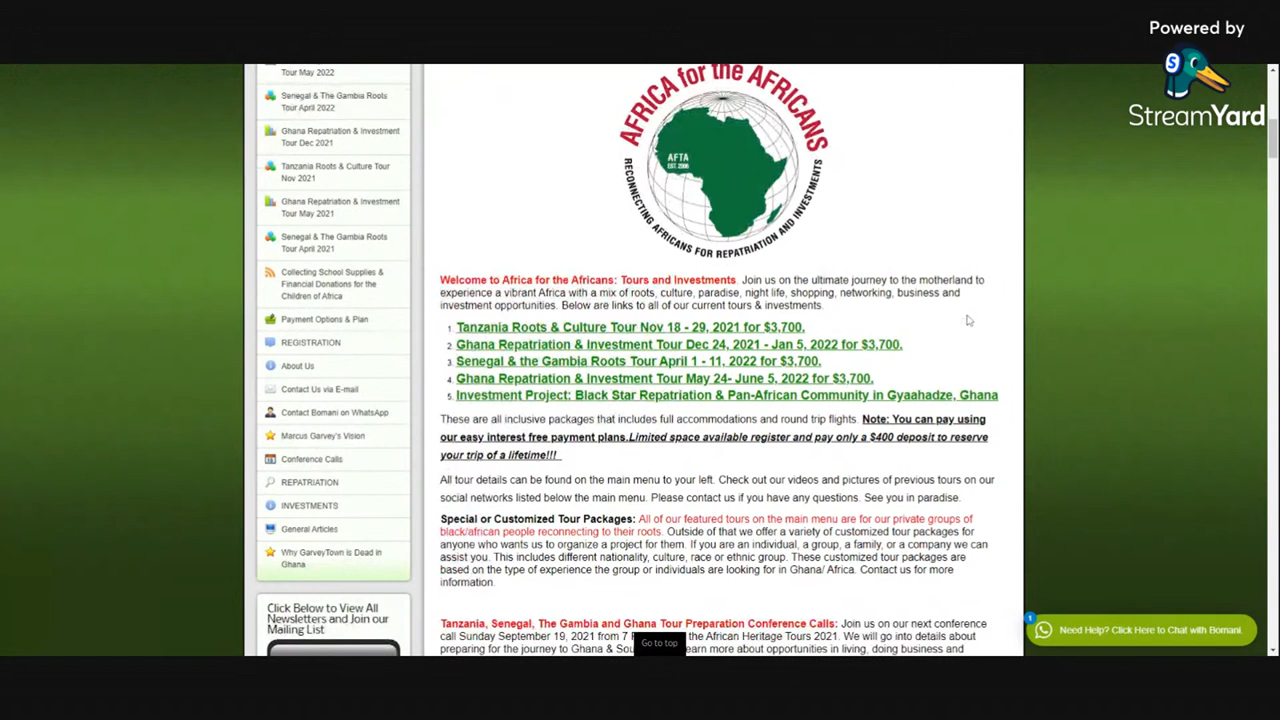 Powered by
StreamYard
Tour May 2022
Senegal & The Gambia Roots
Tour April 2022
Ghana Repatriation & Investment
Tour Dec 2021
Tanzania Roots & Culture Tour
Nov 2021
Ghana Repatriation & Investment
Tour May 2021
Senegal & The Gambia Roots
Tour April 2021
Collecting School Supplies &
Financial Donations for the
Children of Africa
Payment Options & Plan
REGISTRATION
About Us
Contact Us via E-mail
Contact Bomani on WhatsApp
Marcus Garvey's Vision
Conference Calls
REPATRIATION
INVESTMENTS
General Articles
Why GarveyTown is Dead in
Ghana
Click Below to View All
Newsletters and Join our
Mailing List
AFRICA for the AFRICANS
AFTA
EST. 2006
RECONNECTING AFRICANS FOR REPATRIATION AND INVESTMENTS
Welcome to Africa for the Africans: Tours and Investments. Join us on the ultimate journey to the motherland to
experience a vibrant Africa with a mix of roots, culture, paradise, night life, shopping, networking, business and
investment opportunities. Below are links to all of our current tours & investments.
1. Tanzania Roots & Culture Tour Nov 18 - 29, 2021 for $3,700.
2. Ghana Repatriation & Investment Tour Dec 24, 2021 - Jan 5, 2022 for $3,700.
3. Senegal & the Gambia Roots Tour April 1 - 11, 2022 for $3,700.
4. Ghana Repatriation & Investment Tour May 24- June 5, 2022 for $3,700.
5. Investment Project: Black Star Repatriation & Pan-African Community in Gyaahadze, Ghana
These are all inclusive packages that includes full accommodations and round trip flights. Note: You can pay using
our easy interest free payment plans.Limited space available register and pay only a $400 deposit to reserve
your trip of a lifetime!!!
All tour details can be found on the main menu to your left. Check out our videos and pictures of previous tours on our
social networks listed below the main menu. Please contact us if you have any questions. See you in paradise.
Special or Customized Tour Packages: All of our featured tours on the main menu are for our private groups of
black/african people reconnecting to their roots. Outside of that we offer a variety of customized tour packages for
anyone who wants us to organize a project for them. If you are an individual, a group, a family, or a company we can
assist you. This includes different nationality, culture, race or ethnic group. These customized tour packages are
based on the type of experience the group or individuals are looking for in Ghana/ Africa. Contact us for more
information.
Tanzania, Senegal, The Gambia and Ghana Tour Preparation Conference Calls: Join us on our next conference
call Sunday September 19, 2021 from 7 the African Heritage Tours 2021. We will go into details about
preparing for the journey to Ghana & learn more about opportunities in living, doing business and
Go to top
1
Need Help? Click Here to Chat with Bomani.